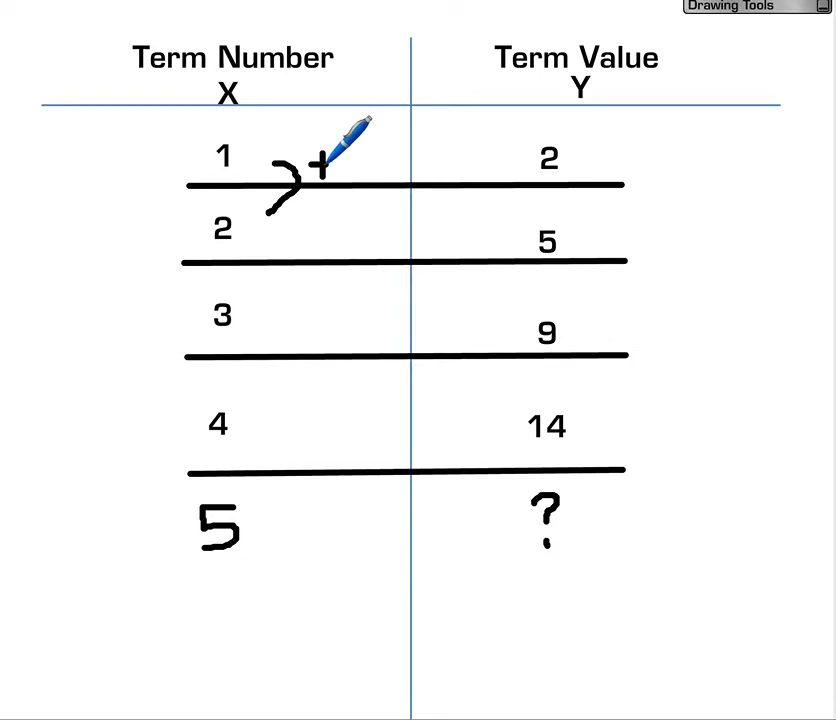 Drawing Tools
Term Number Term Value
X Y
1 2
+
2 5
3 9
4 14
5 ?